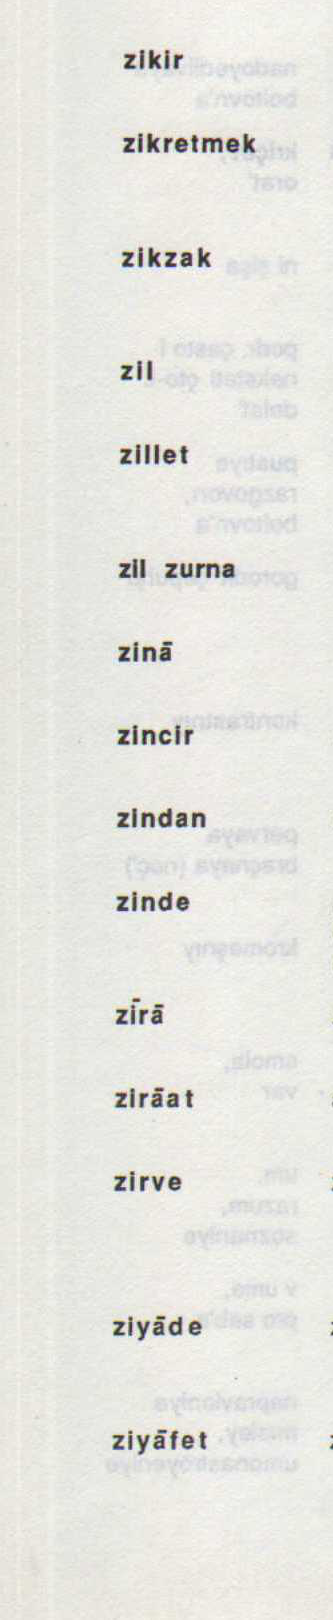 zikir
zikretmek
zikzak
zil
zillet
zil zurna
zinā
zincir
zindan
zinde
zīrā
zirāat
zirve
ziyāde
ziyāfet